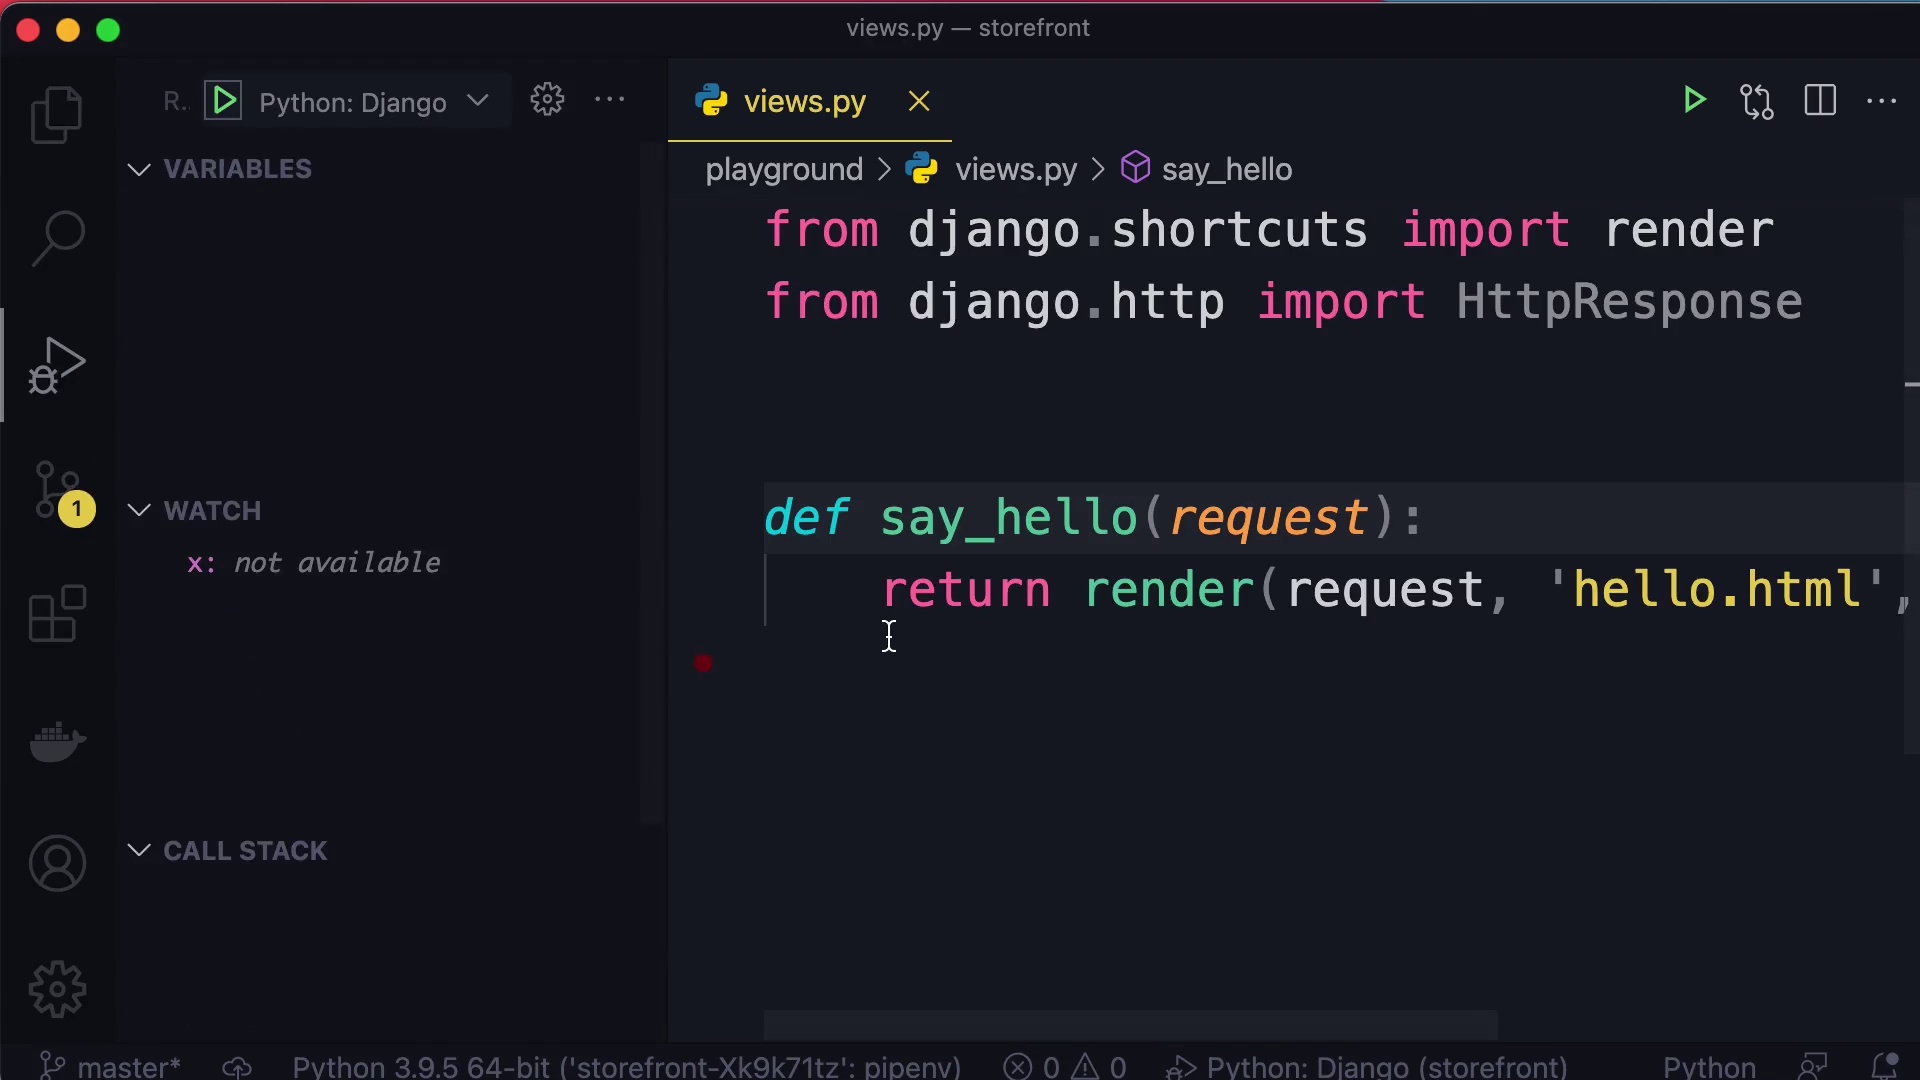 views.py — storefront
R..
Python: Django
views.py
VARIABLES
playground > views.py > say_hello
from django.shortcuts import render
from django.http import HttpResponse
def say_hello(request):
return render(request, 'hello.html',
WATCH
x: not available
1
CALL STACK
master*
Python 3.9.5 64-bit ('storefront-Xk9k71tz': pipenv)
0
0
Python: Django (storefront)
Python